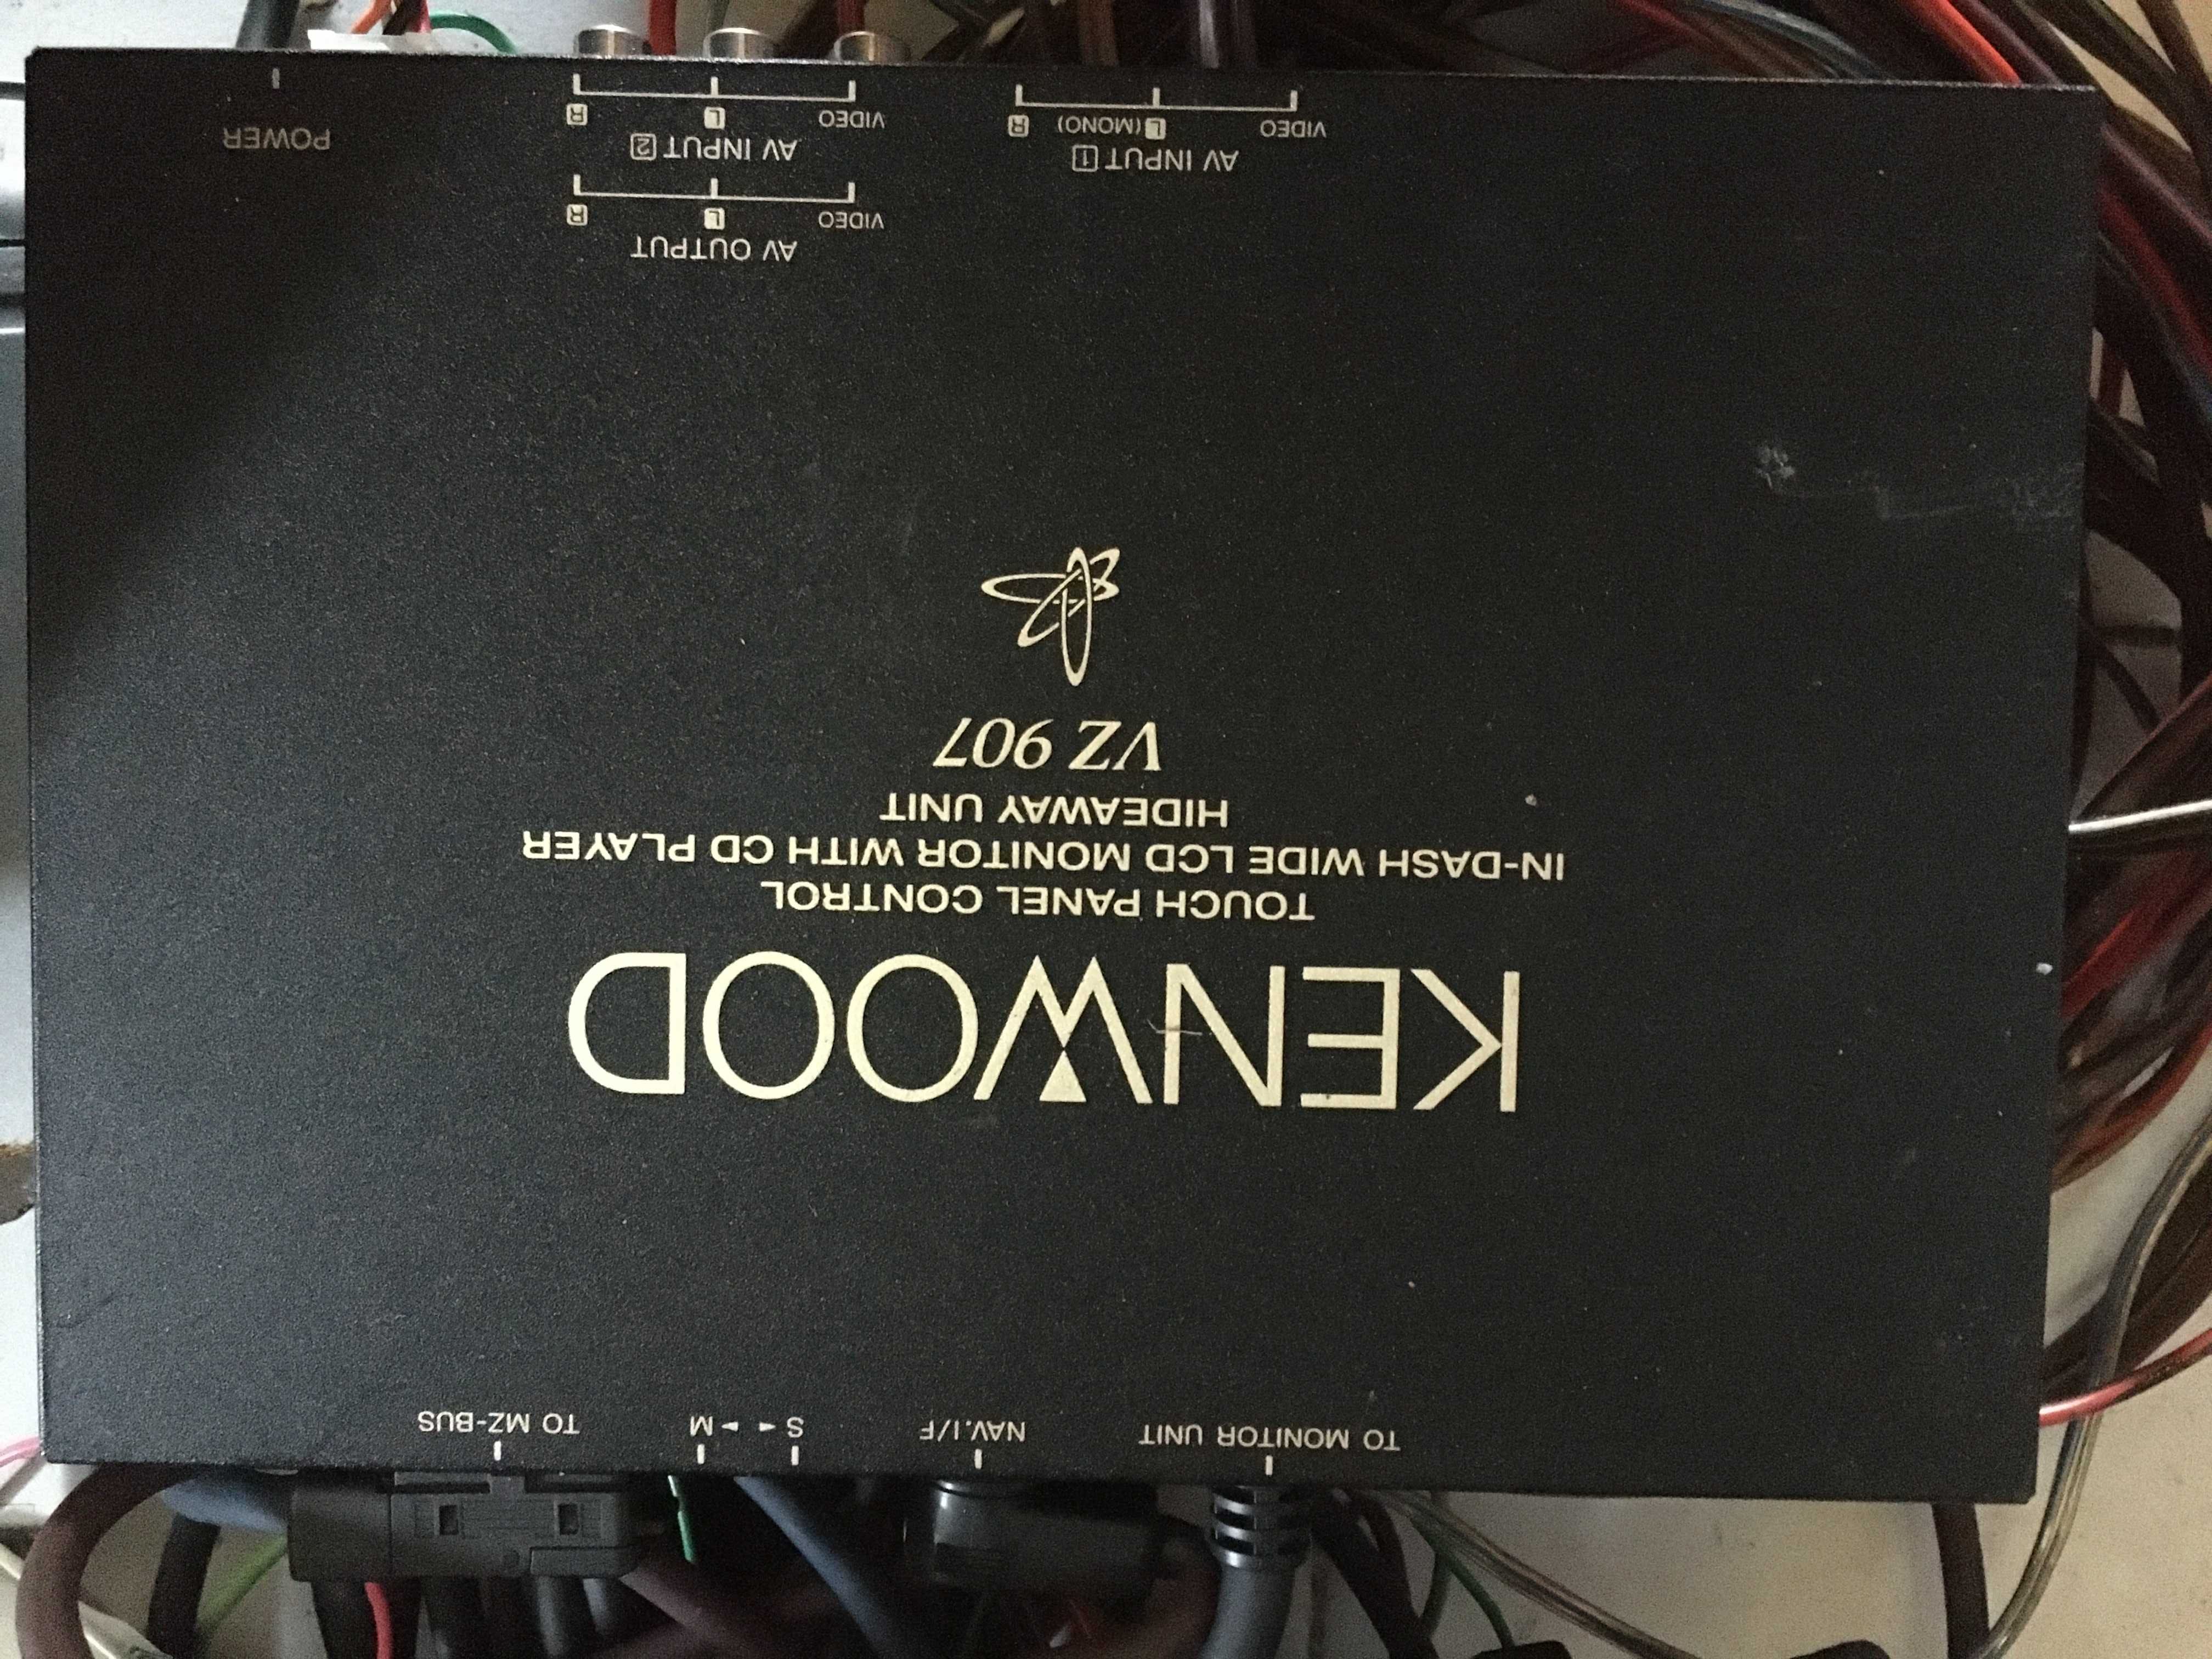 TO MONITOR UNIT
NAV.I/F
S ◄ ► M
TO MZ-BUS
KENWOOD
TOUCH PANEL CONTROL
IN-DASH WIDE LCD MONITOR WITH CD PLAYER
HIDEAWAY UNIT
VZ 907
AV OUTPUT
VIDEO L R
AV INPUT 1
VIDEO L (MONO) R
AV INPUT 2
VIDEO L R
POWER